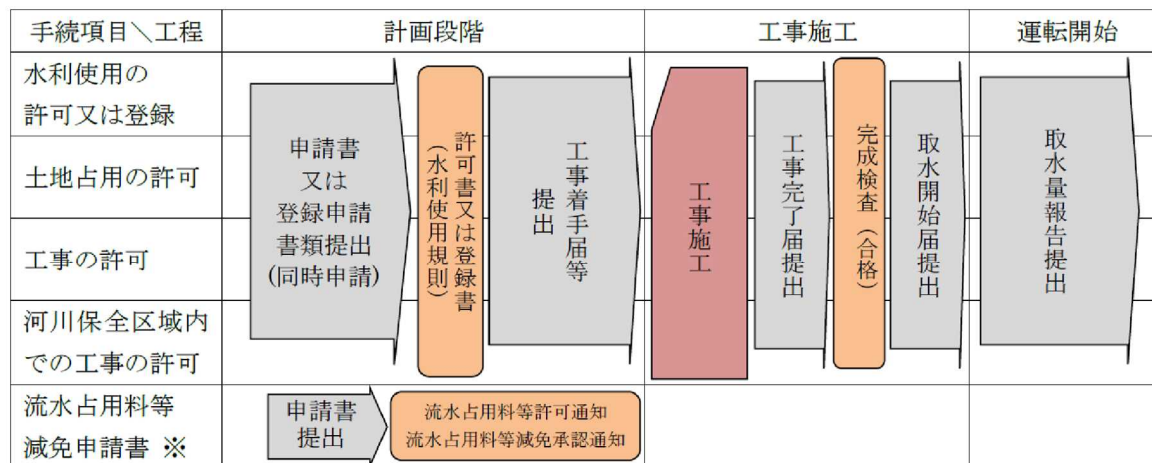 手続項目＼工程
計画段階
工事施工
運転開始
水利使用の
許可又は登録
土地占用の許可
工事の許可
河川保全区域内
での工事の許可
流水占用料等
減免申請書 ※
申請書
又は
登録申請
書類提出
(同時申請)
許可書又は登録書
(水利使用規則)
工事着手届等
提出
工事施工
工事完了届提出
完成検査（合格）
取水開始届提出
取水量報告提出
申請書
提出
流水占用料等許可通知
流水占用料等減免承認通知